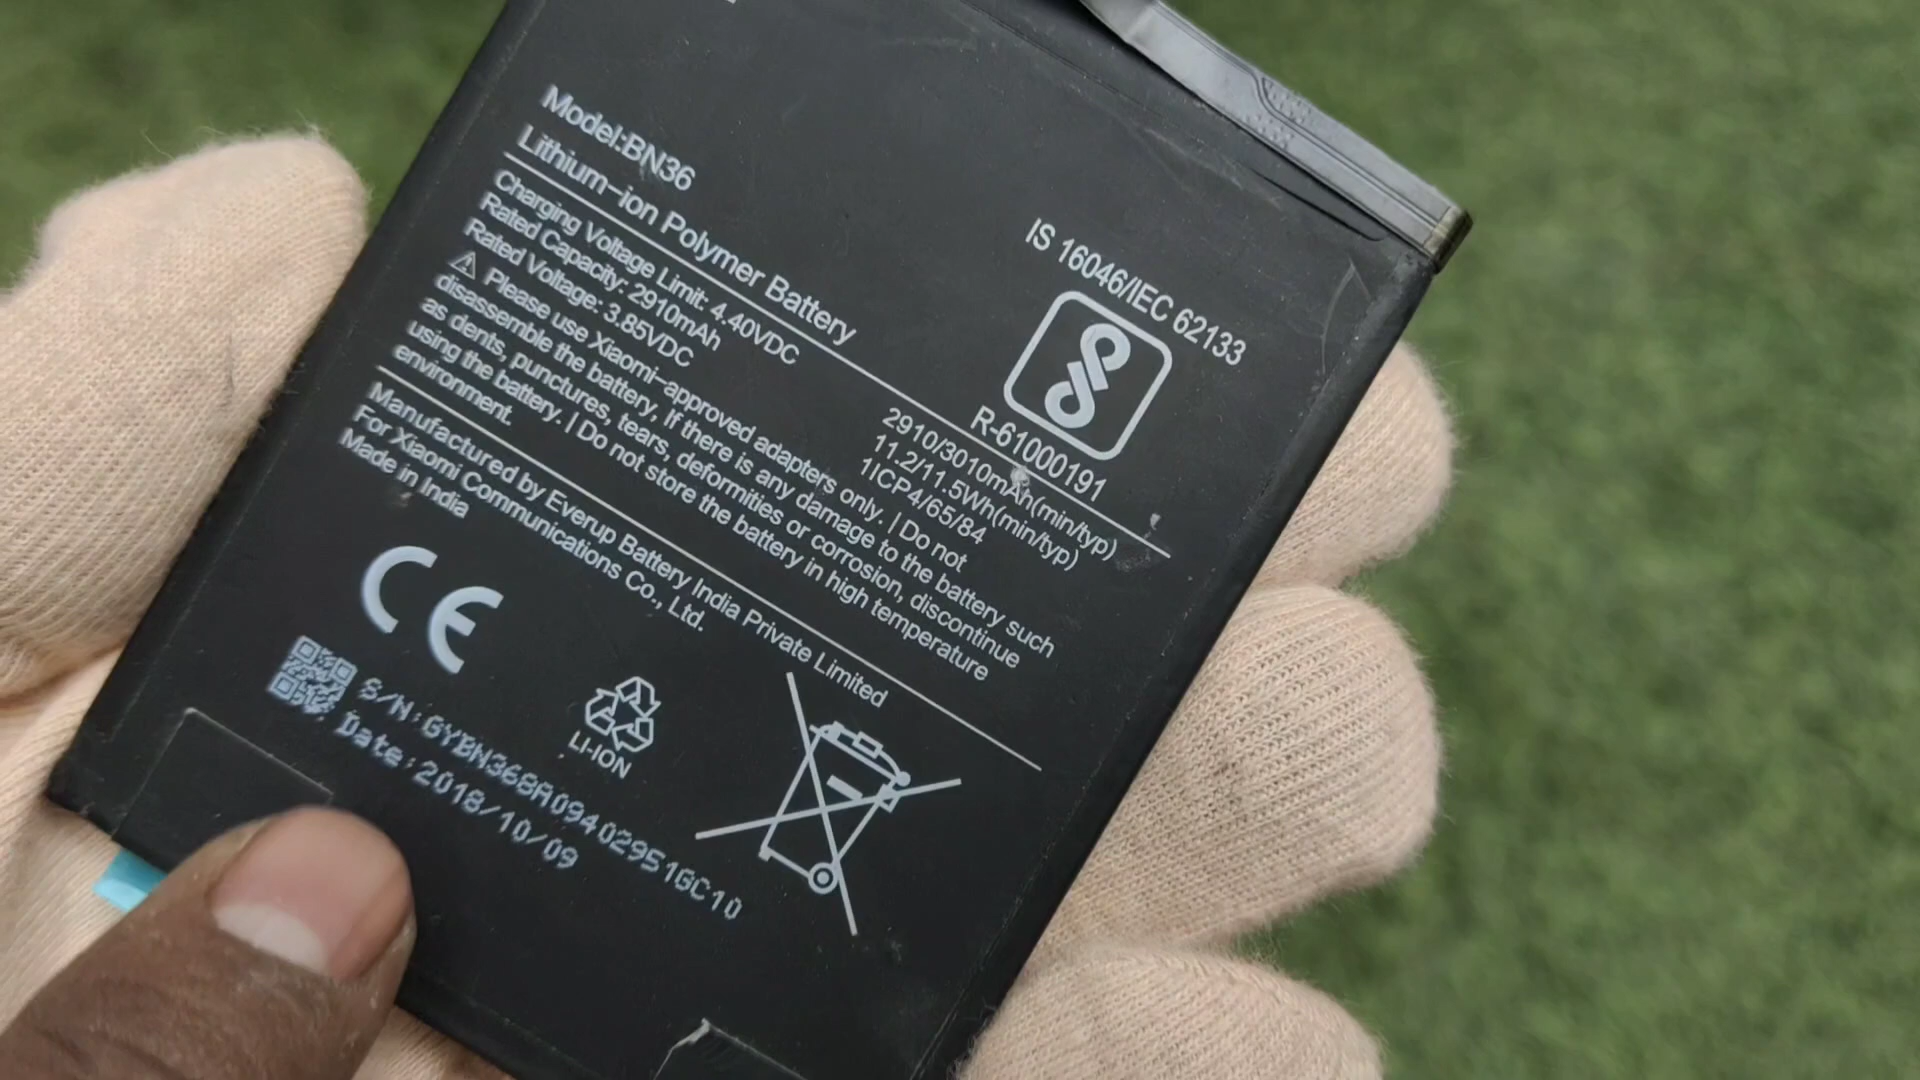 Model:BN36
Lithium-ion Polymer Battery
IS 16046/IEC 62133
R-61000191
Charging Voltage Limit: 4.40VDC
Rated Capacity: 2910mAh
Rated Voltage: 3.85VDC
2910/3010mAh(min/typ)
11.2/11.5Wh(min/typ)
1ICP4/65/84
Please use Xiaomi-approved adapters only. | Do not
disassemble the battery. If there is any damage to the battery such
as dents, punctures, tears, deformities or corrosion, discontinue
using the battery. | Do not store the battery in high temperature
environment.
Manufactured by Everup Battery India Private Limited
For Xiaomi Communications Co., Ltd.
Made in India
CE
LI-ION
S/N:GYBN368A09402951GC10
Date:2018/10/09